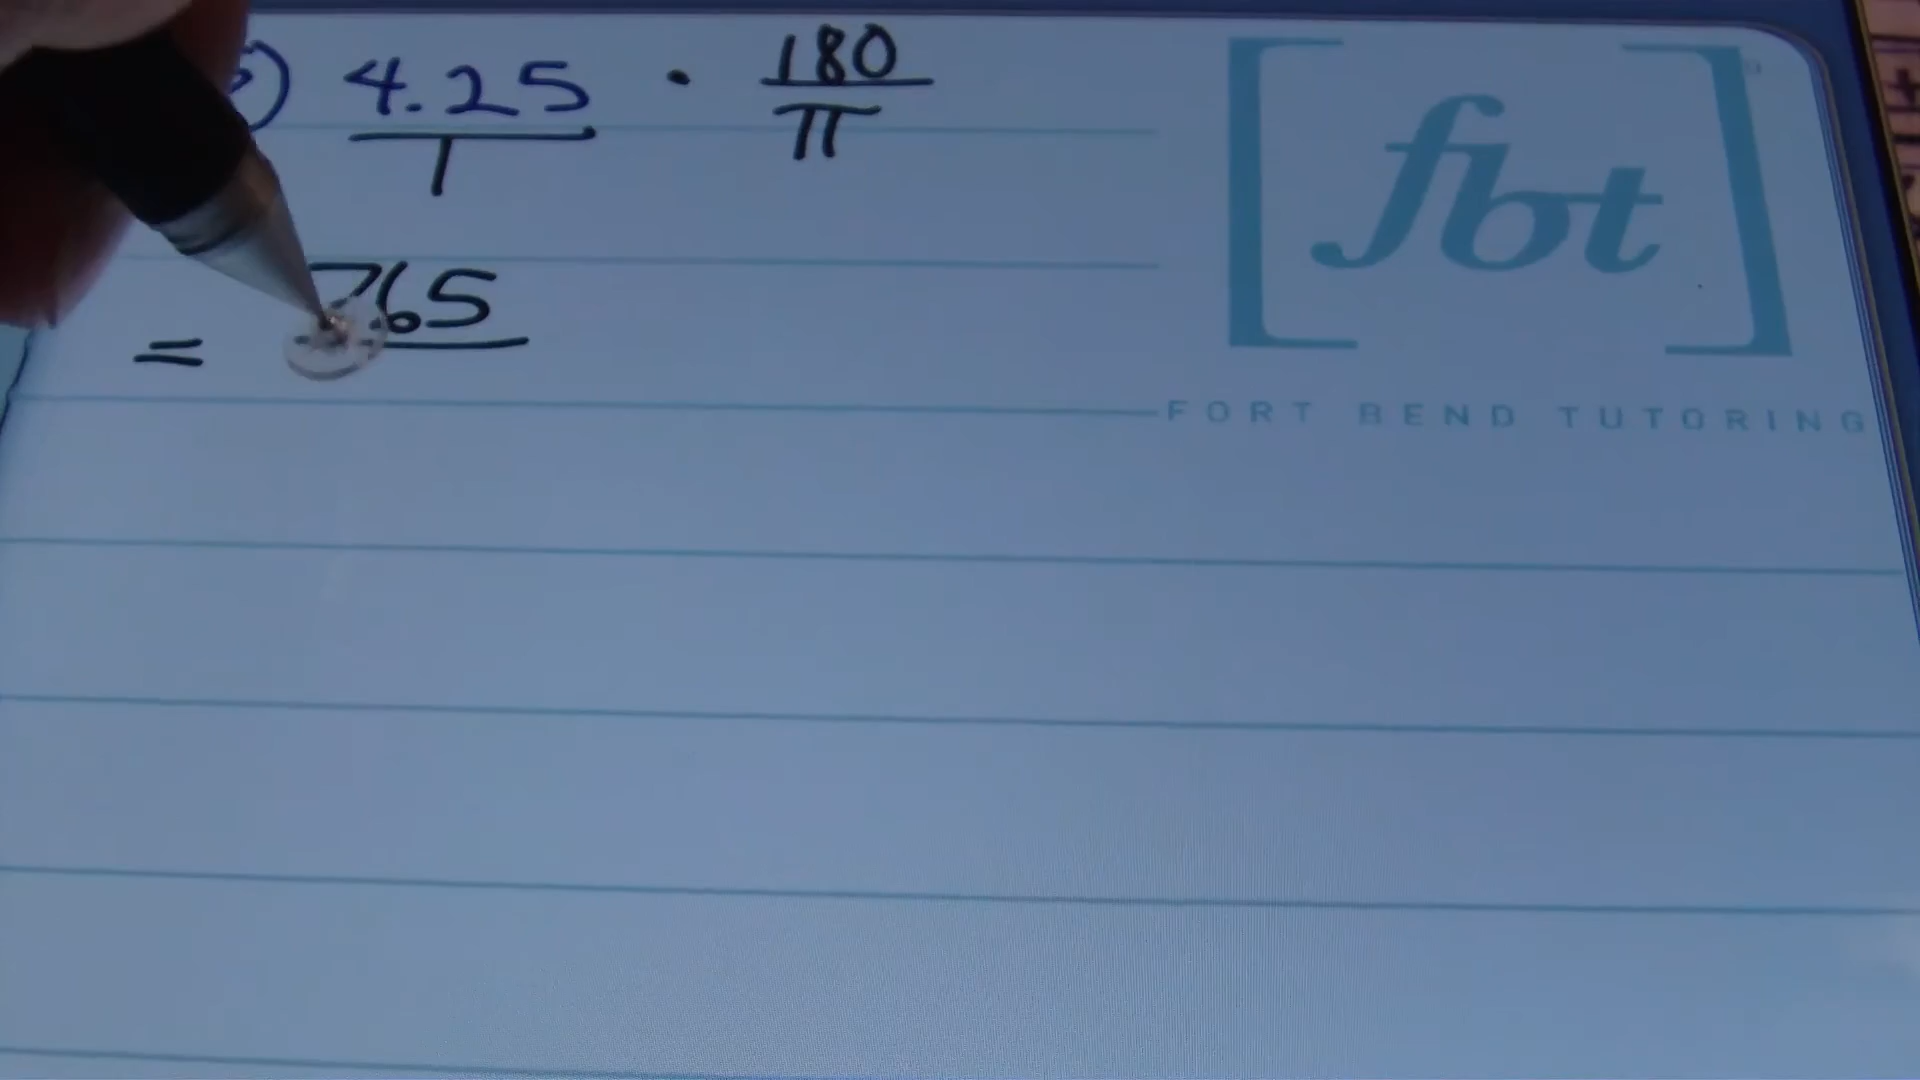 ) 4.25 · 180
1 π
= 765
fbt
FORT BEND TUTORING